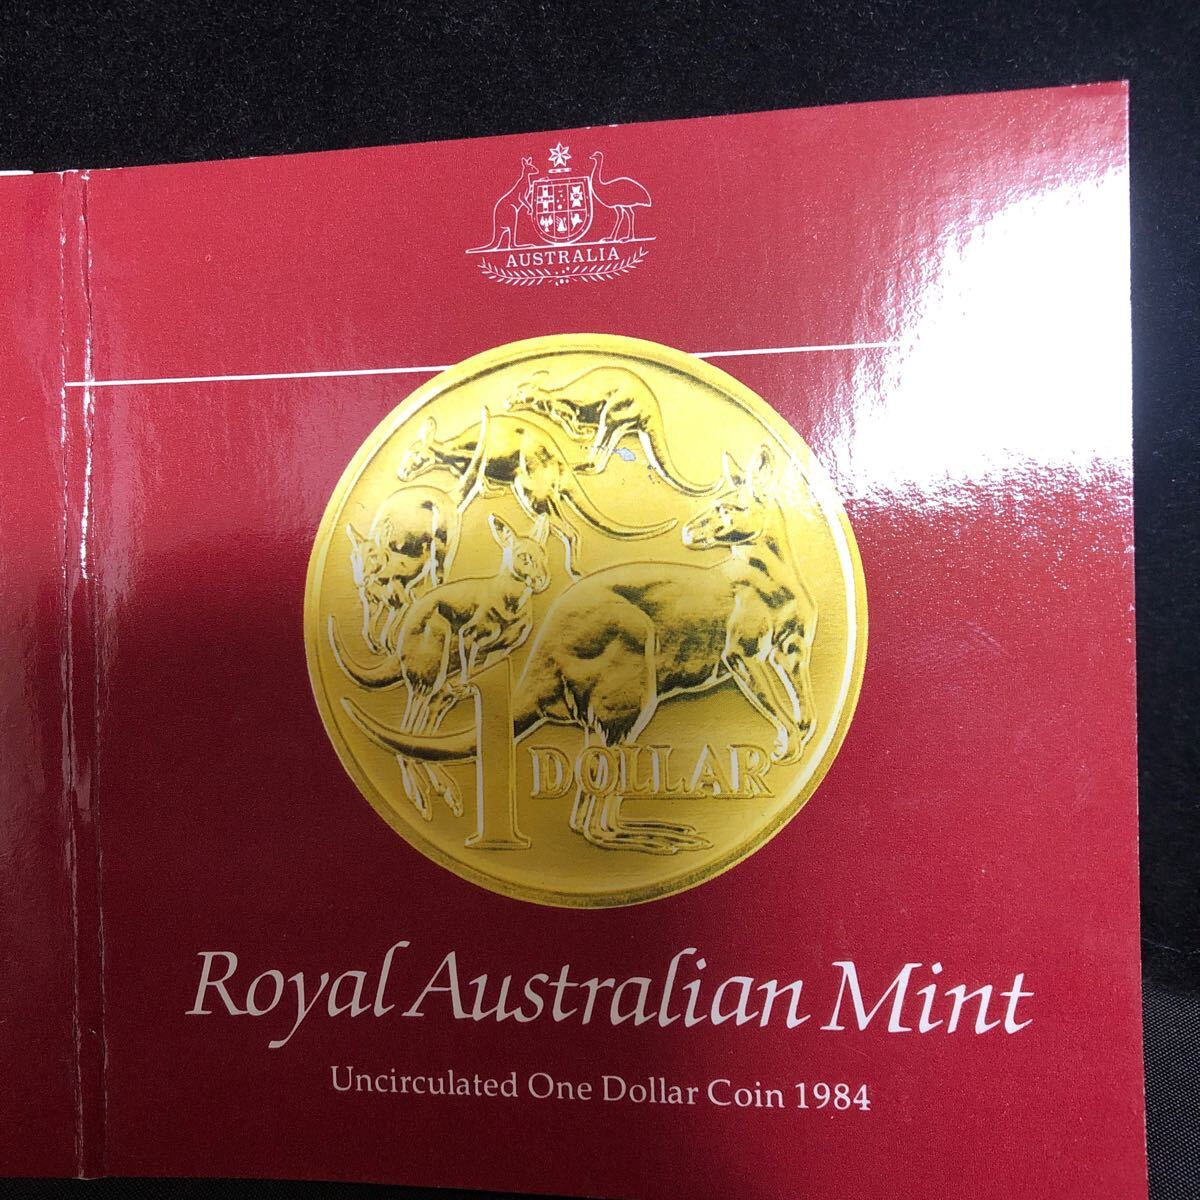 AUSTRALIA
1
DOLLAR
Royal Australian Mint
Uncirculated One Dollar Coin 1984